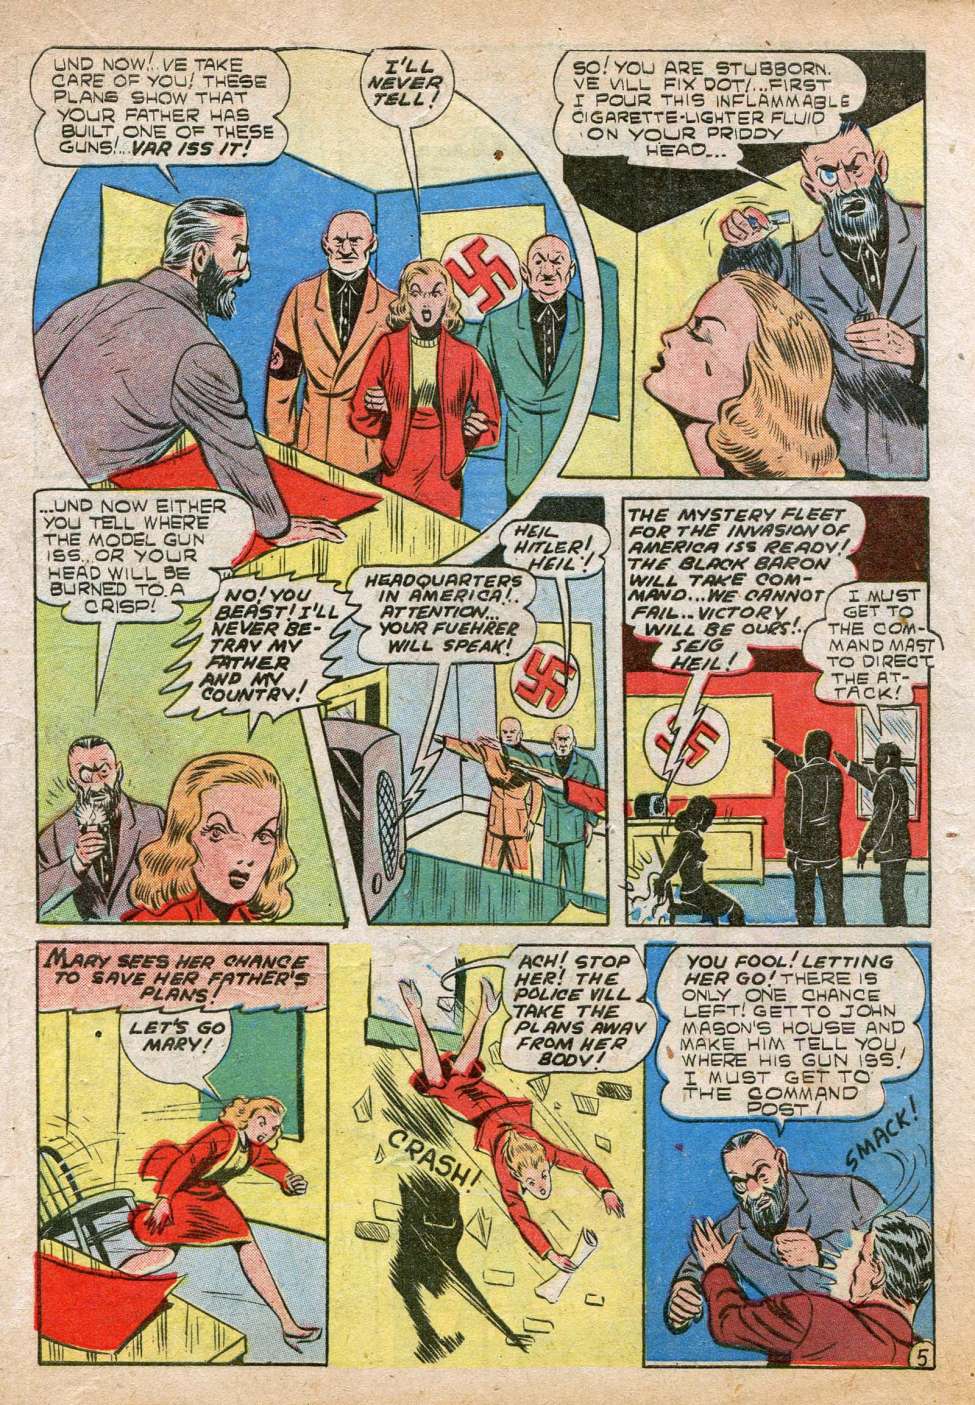 UND NOW! VE TAKE
CARE OF YOU! THESE
PLANS SHOW THAT
YOUR FATHER HAS
BUILT ONE OF THESE
GUNS!...VAR ISS IT!
I'LL
NEVER
TELL!
SO! YOU ARE STUBBORN.
VE VILL FIX DOT!...FIRST
I POUR THIS INFLAMMABLE
CIGARETTE-LIGHTER FLUID
ON YOUR PRIDDY
HEAD...
...UND NOW EITHER
YOU TELL WHERE
THE MODEL GUN
ISS...OR YOUR
HEAD WILL BE
BURNED TO A
CRISP!
NO! YOU
BEAST! I'LL
NEVER BE-
TRAY MY
FATHER
AND MY
COUNTRY!
HEADQUARTERS
IN AMERICA!..
ATTENTION...
YOUR FUEHRER
WILL SPEAK!
HEIL
HITLER!
HEIL!
THE MYSTERY FLEET
FOR THE INVASION OF
AMERICA ISS READY!
THE BLACK BARON
WILL TAKE COM-
MAND...WE CANNOT
FAIL...VICTORY
WILL BE OURS!..
SEIG
HEIL!
I MUST
GET TO
THE COM-
MAND MAST
TO DIRECT
THE AT-
TACK!
MARY SEES HER CHANCE
TO SAVE HER FATHER'S
PLANS!
LET'S GO
MARY!
ACH! STOP
HER! THE
POLICE VILL
TAKE THE
PLANS AWAY
FROM HER
BODY!
CRASH!
YOU FOOL! LETTING
HER GO! THERE IS
ONLY ONE CHANCE
LEFT! GET TO JOHN
MASON'S HOUSE AND
MAKE HIM TELL YOU
WHERE HIS GUN ISS!
I MUST GET TO
THE COMMAND
POST!
SMACK!
5